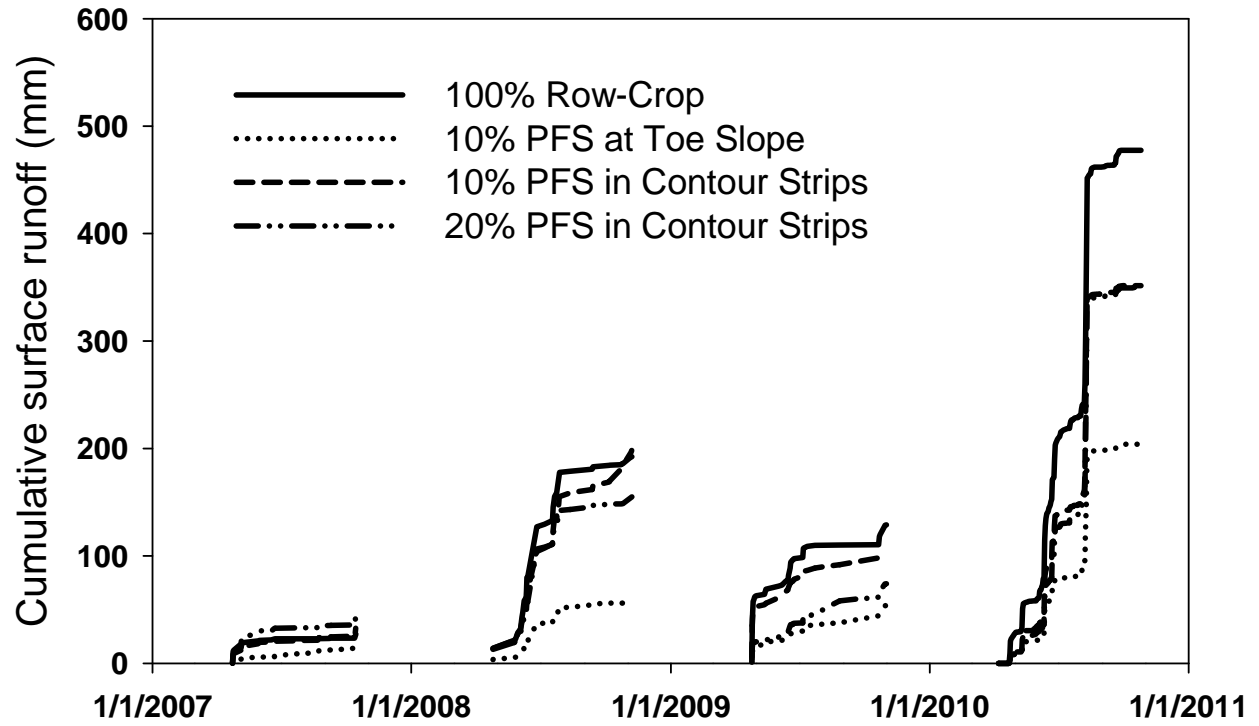 600
500
400
300
200
100
0
Cumulative surface runoff (mm)
100% Row-Crop
10% PFS at Toe Slope
10% PFS in Contour Strips
20% PFS in Contour Strips
1/1/2007
1/1/2008
1/1/2009
1/1/2010
1/1/2011